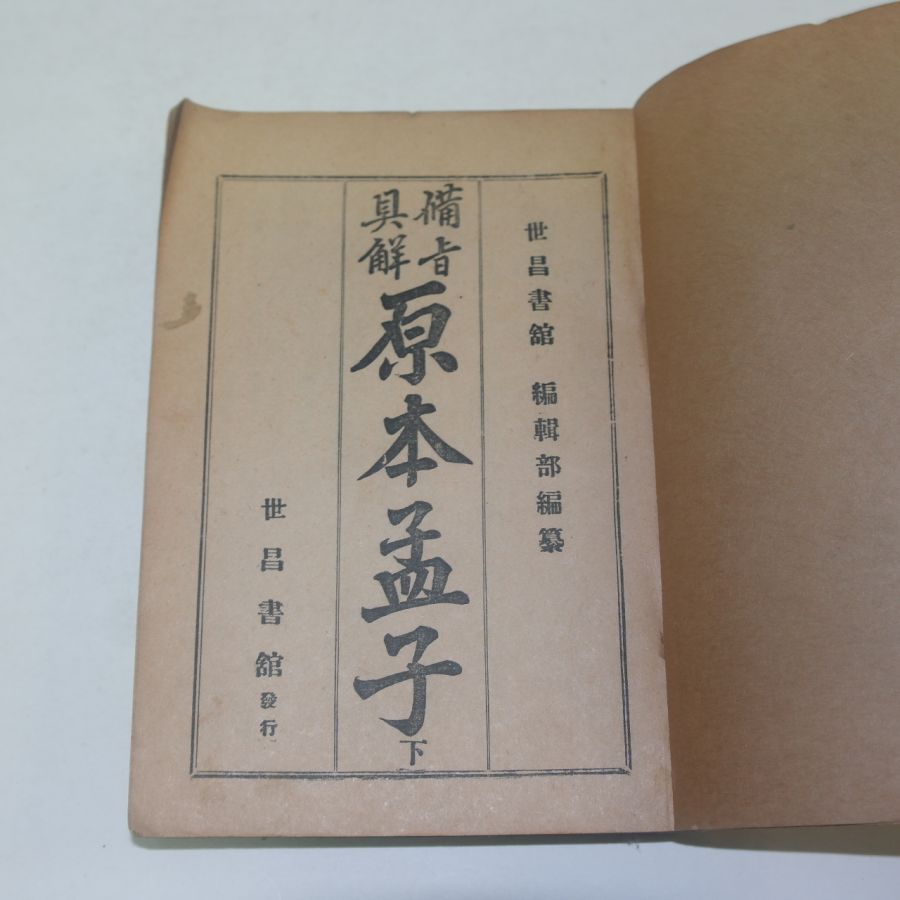 世昌書舘 編輯部編纂
備旨
具解
原本孟子
下
世昌書舘發行